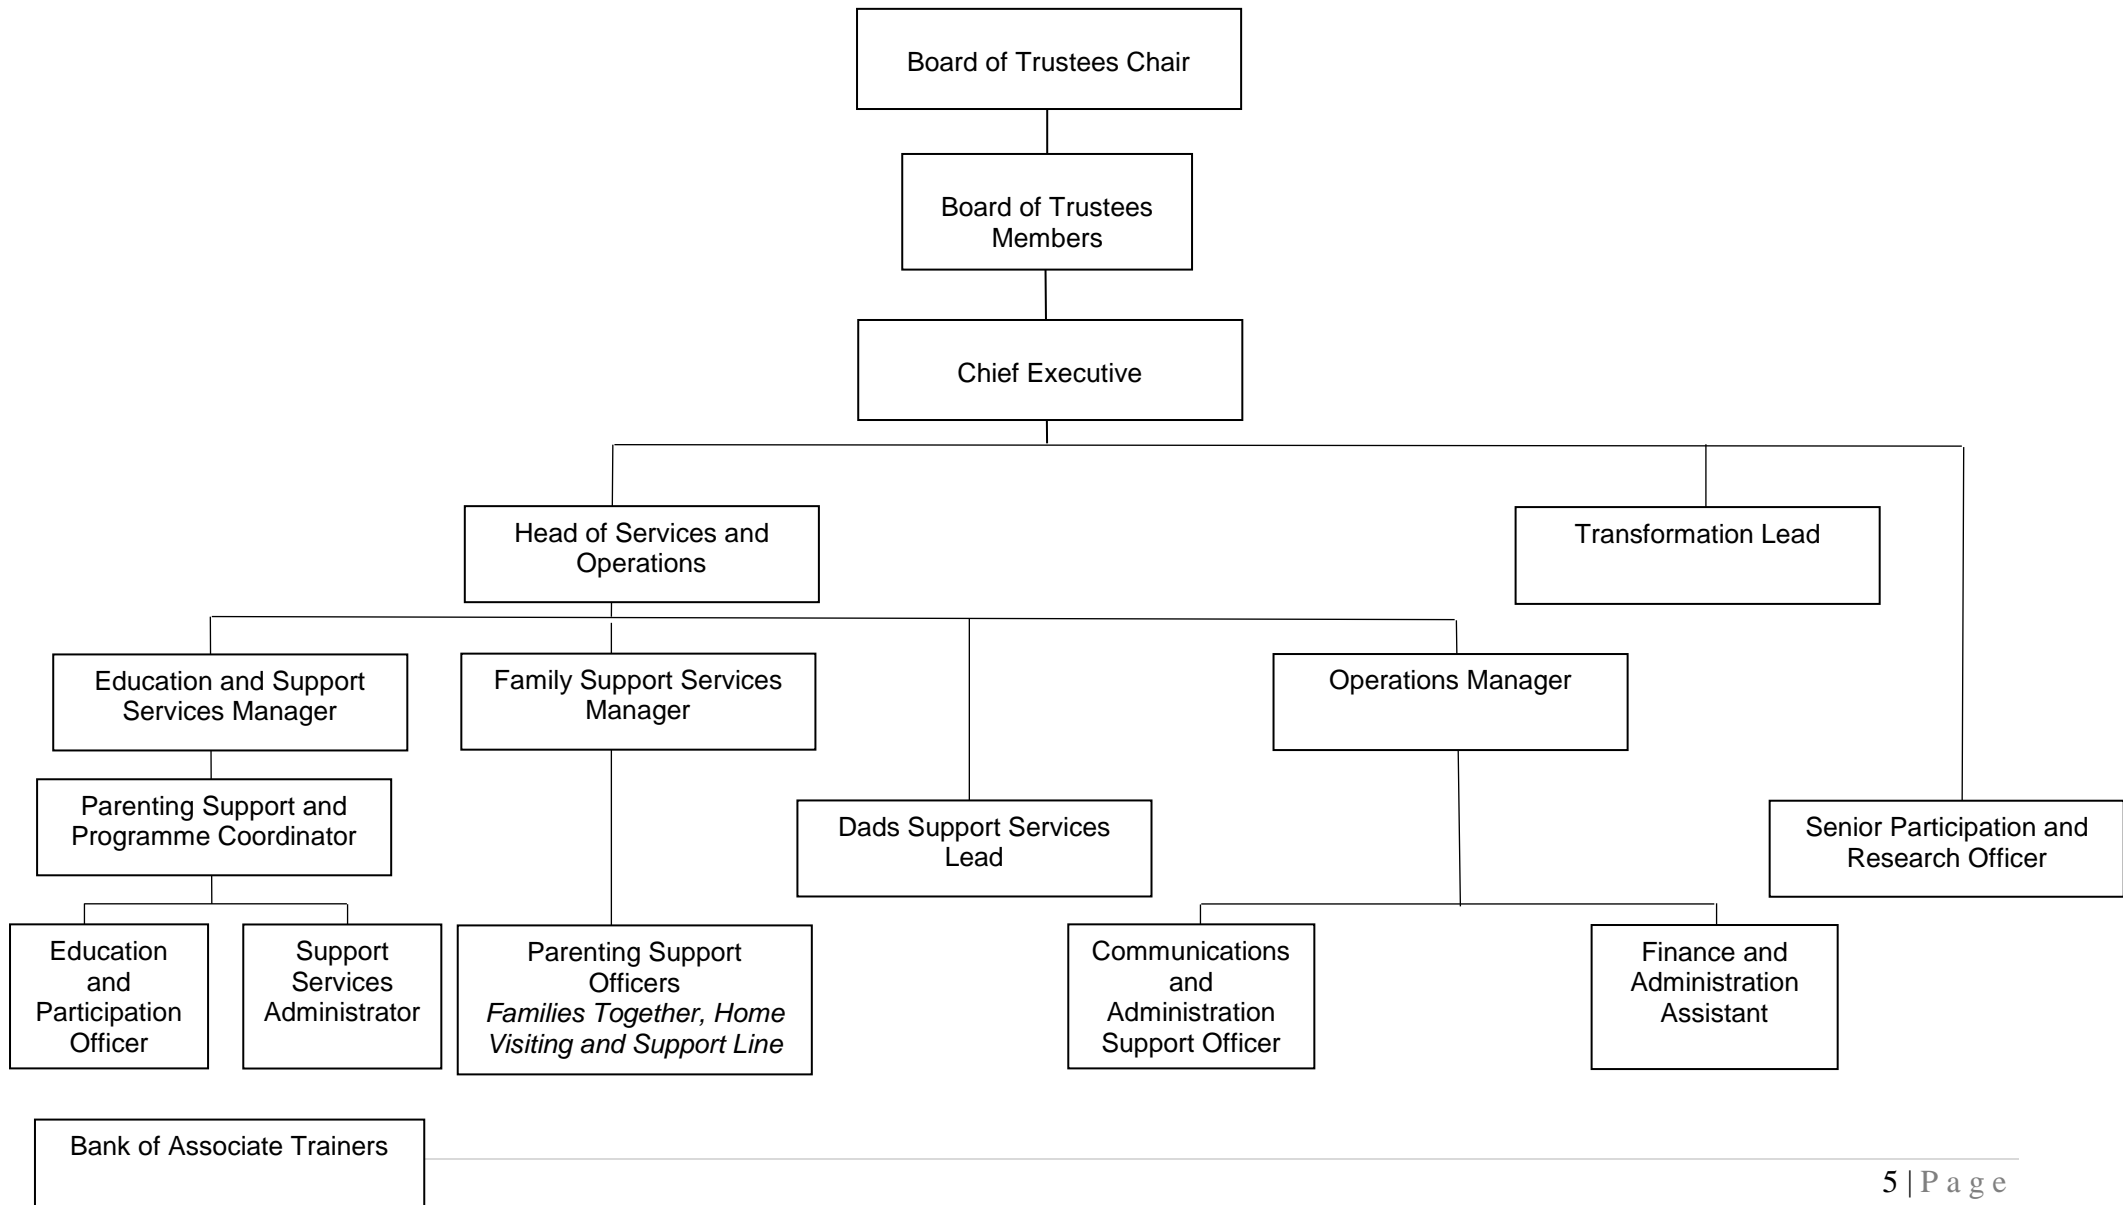 Board of Trustees Chair
Board of Trustees
Members
Chief Executive
Head of Services and
Operations
Transformation Lead
Education and Support
Services Manager
Family Support Services
Manager
Operations Manager
Parenting Support and
Programme Coordinator
Dads Support Services
Lead
Senior Participation and
Research Officer
Education
and
Participation
Officer
Support
Services
Administrator
Parenting Support
Officers
Families Together, Home
Visiting and Support Line
Communications
and
Administration
Support Officer
Finance and
Administration
Assistant
Bank of Associate Trainers
5 | P a g e